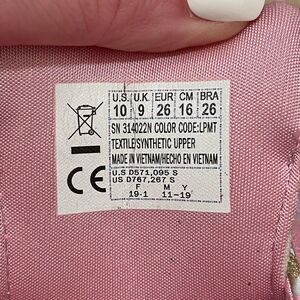 U.S. U.K. EUR CM BRA
10 9 26 16 26
SN 314022N COLOR CODE:LPMT
TEXTILE/SYNTHETIC UPPER
MADE IN VIETNAM/HECHO EN VIETNAM
U.S D571,095 S
US D767,267 S
F M Y
19·1 11-19
CE